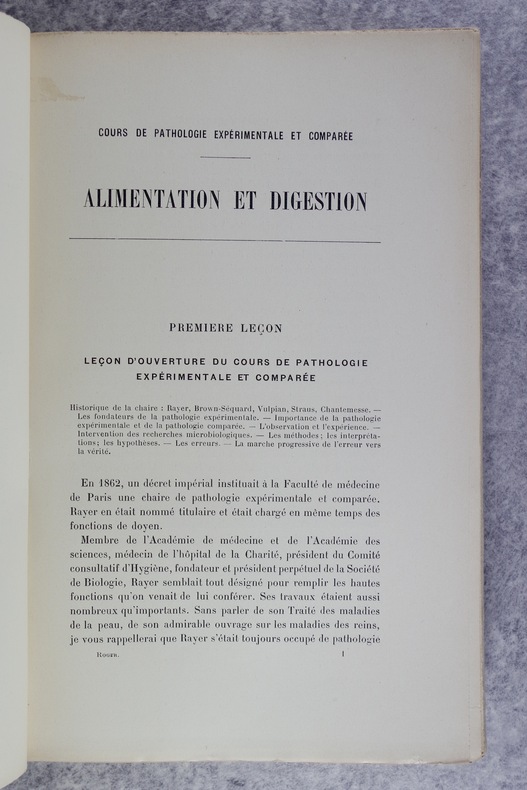 COURS DE PATHOLOGIE EXPÉRIMENTALE ET COMPARÉE
ALIMENTATION ET DIGESTION
PREMIERE LEÇON
LEÇON D'OUVERTURE DU COURS DE PATHOLOGIE
EXPÉRIMENTALE ET COMPARÉE
Historique de la chaire : Rayer, Brown-Séquard, Vulpian, Straus, Chantemesse. —
Les fondateurs de la pathologie expérimentale. — Importance de la pathologie
expérimentale et de la pathologie comparée. — L'observation et l'expérience. —
Intervention des recherches microbiologiques. — Les méthodes; les interpréta-
tions; les hypothèses. — Les erreurs. — La marche progressive de l'erreur vers
la vérité.
En 1862, un décret impérial instituait à la Faculté de médecine
de Paris une chaire de pathologie expérimentale et comparée.
Rayer en était nommé titulaire et était chargé en même temps des
fonctions de doyen.
Membre de l'Académie de médecine et de l'Académie des
sciences, médecin de l'hôpital de la Charité, président du Comité
consultatif d'Hygiène, fondateur et président perpétuel de la Société
de Biologie, Rayer semblait tout désigné pour remplir les hautes
fonctions qu'on venait de lui conférer. Ses travaux étaient aussi
nombreux qu'importants. Sans parler de son Traité des maladies
de la peau, de son admirable ouvrage sur les maladies des reins,
je vous rappellerai que Rayer s'était toujours occupé de pathologie
Roger. 1